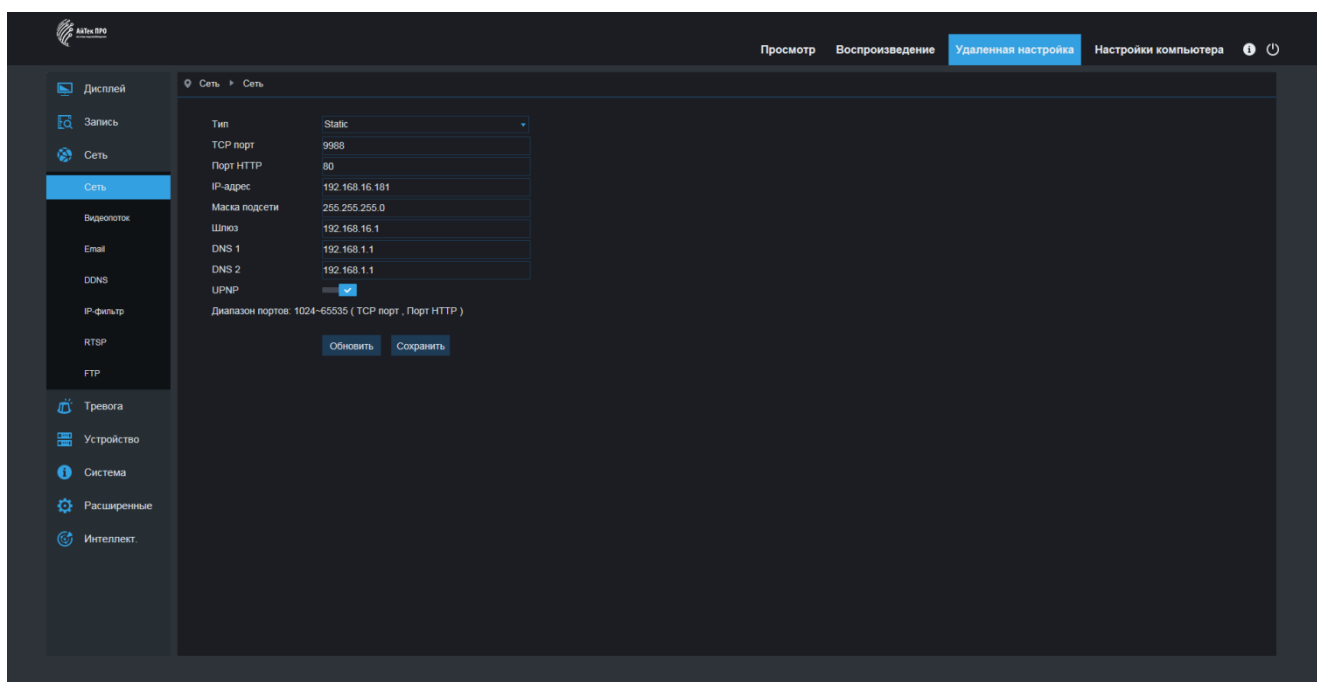 АйТек ПРО
Просмотр Воспроизведение Удаленная настройка Настройки компьютера
Дисплей
Запись
Сеть
Сеть
Видеопоток
Email
DDNS
IP-фильтр
RTSP
FTP
Тревога
Устройство
Система
Расширенные
Интеллект.
Сеть Сеть
Тип Static
TCP порт 9988
Порт HTTP 80
IP-адрес 192.168.16.181
Маска подсети 255.255.255.0
Шлюз 192.168.16.1
DNS 1 192.168.1.1
DNS 2 192.168.1.1
UPNP
Диапазон портов: 1024~65535 ( TCP порт , Порт HTTP )
Обновить Сохранить